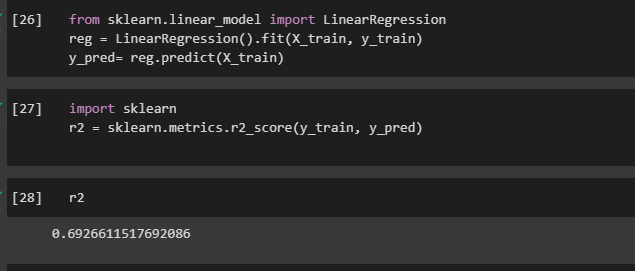 [26] from sklearn.linear_model import LinearRegression
reg = LinearRegression().fit(X_train, y_train)
y_pred= reg.predict(X_train)
[27] import sklearn
r2 = sklearn.metrics.r2_score(y_train, y_pred)
[28] r2
0.6926611517692086